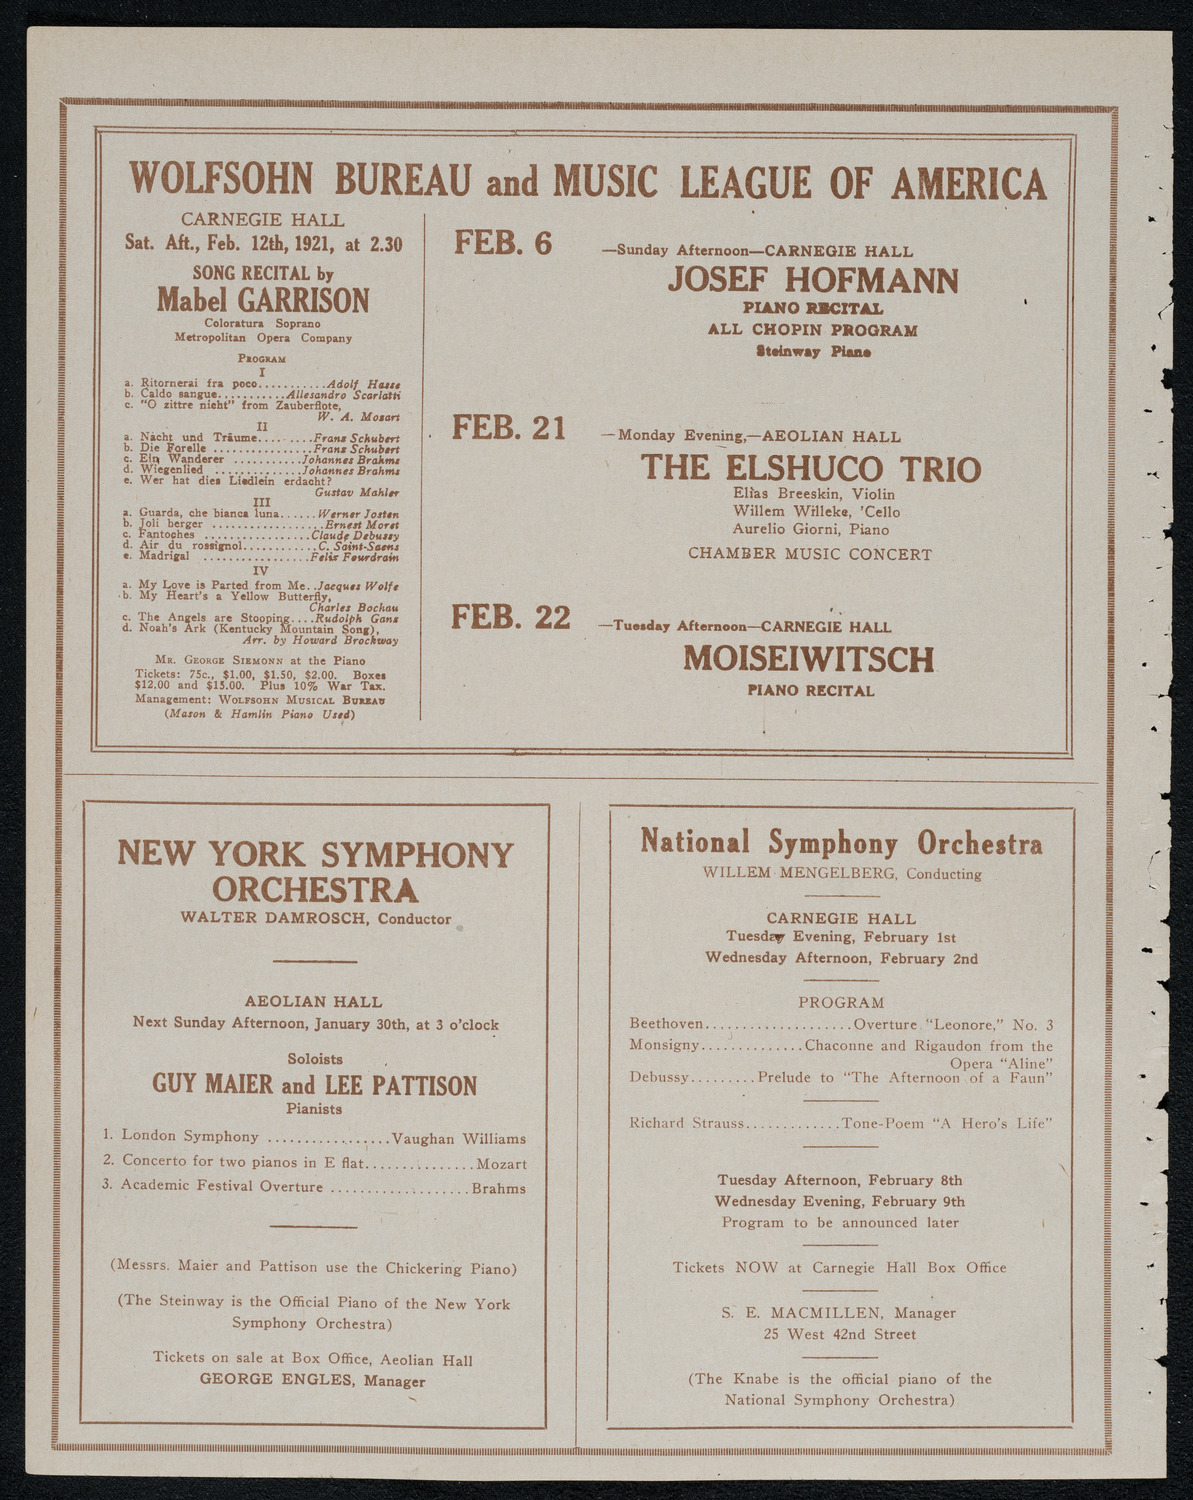 WOLFSOHN BUREAU and MUSIC LEAGUE OF AMERICA
CARNEGIE HALL
Sat. Aft., Feb. 12th, 1921, at 2.30
SONG RECITAL by
Mabel GARRISON
Coloratura Soprano
Metropolitan Opera Company
PROGRAM
I
a. Ritornerai fra poco...........Adolf Hasse
b. Caldo sangue...........Allesandro Scarlatti
c. "O zittre nicht" from Zauberflote,
W. A. Mozart
II
a. Nacht und Träume.........Franz Schubert
b. Die Forelle ................Franz Schubert
c. Ein Wanderer ...........Johannes Brahms
d. Wiegenlied ..............Johannes Brahms
e. Wer hat dies Liedlein erdacht?
Gustav Mahler
III
a. Guarda, che bianca luna......Werner Josten
b. Joli berger .................Ernest Moret
c. Fantoches .................Claude Debussy
d. Air du rossignol............C. Saint-Saens
e. Madrigal .................Felix Fourdrain
IV
a. My Love is Parted from Me..Jacques Wolfe
b. My Heart's a Yellow Butterfly,
Charles Bochau
c. The Angels are Stooping....Rudolph Ganz
d. Noah's Ark (Kentucky Mountain Song),
Arr. by Howard Brockway
MR. GEORGE SIEMONN at the Piano
Tickets: 75c., $1.00, $1.50, $2.00. Boxes
$12.00 and $15.00. Plus 10% War Tax.
Management: WOLFSOHN MUSICAL BUREAU
(Mason & Hamlin Piano Used)
FEB. 6 —Sunday Afternoon—CARNEGIE HALL
JOSEF HOFMANN
PIANO RECITAL
ALL CHOPIN PROGRAM
Steinway Piano
FEB. 21 —Monday Evening,—AEOLIAN HALL
THE ELSHUCO TRIO
Elias Breeskin, Violin
Willem Willeke, 'Cello
Aurelio Giorni, Piano
CHAMBER MUSIC CONCERT
FEB. 22 —Tuesday Afternoon—CARNEGIE HALL
MOISEIWITSCH
PIANO RECITAL
NEW YORK SYMPHONY
ORCHESTRA
WALTER DAMROSCH, Conductor
AEOLIAN HALL
Next Sunday Afternoon, January 30th, at 3 o'clock
Soloists
GUY MAIER and LEE PATTISON
Pianists
1. London Symphony ................Vaughan Williams
2. Concerto for two pianos in E flat...............Mozart
3. Academic Festival Overture ...................Brahms
(Messrs. Maier and Pattison use the Chickering Piano)
(The Steinway is the Official Piano of the New York
Symphony Orchestra)
Tickets on sale at Box Office, Aeolian Hall
GEORGE ENGLES, Manager
National Symphony Orchestra
WILLEM MENGELBERG, Conducting
CARNEGIE HALL
Tuesday Evening, February 1st
Wednesday Afternoon, February 2nd
PROGRAM
Beethoven....................Overture "Leonore," No. 3
Monsigny..............Chaconne and Rigaudon from the
Opera "Aline"
Debussy.........Prelude to "The Afternoon of a Faun"
Richard Strauss.............Tone-Poem "A Hero's Life"
Tuesday Afternoon, February 8th
Wednesday Evening, February 9th
Program to be announced later
Tickets NOW at Carnegie Hall Box Office
S. E. MACMILLEN, Manager
25 West 42nd Street
(The Knabe is the official piano of the
National Symphony Orchestra)